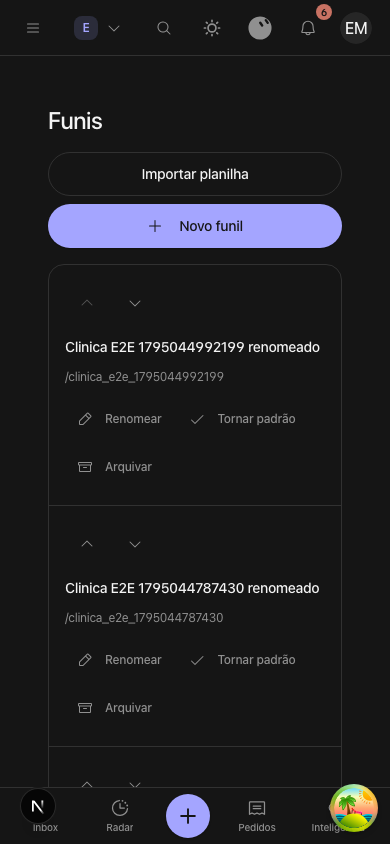 E
6
EM
Funis
Importar planilha
Novo funil
Clinica E2E 1795044992199 renomeado
/clinica_e2e_1795044992199
Renomear
Tornar padrão
Arquivar
Clinica E2E 1795044787430 renomeado
/clinica_e2e_1795044787430
Renomear
Tornar padrão
Arquivar
N
Inbox
Radar
Pedidos